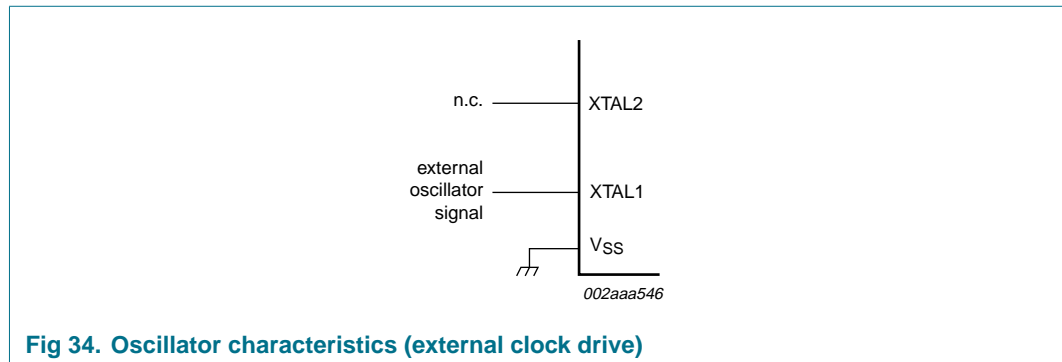 n.c.
XTAL2
external
oscillator
signal
XTAL1
VSS
002aaa546
Fig 34. Oscillator characteristics (external clock drive)